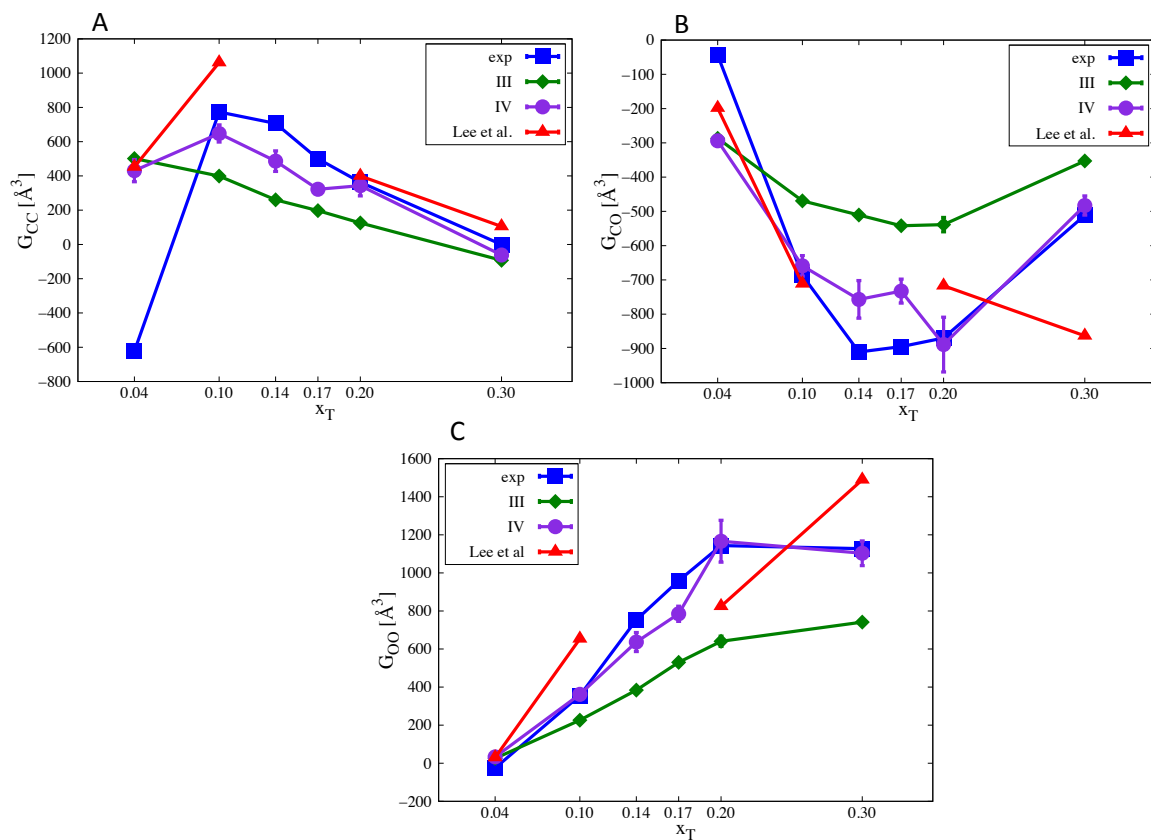 A
1200
1000
800
600
400
200
0
−200
−400
−600
−800
G_CC [Å³]
exp
III
IV
Lee et al.
0.04 0.10 0.14 0.17 0.20 0.30
x_T
B
0
−100
−200
−300
−400
−500
−600
−700
−800
−900
−1000
G_CO [Å³]
exp
III
IV
Lee et al.
0.04 0.10 0.14 0.17 0.20 0.30
x_T
C
1600
1400
1200
1000
800
600
400
200
0
−200
G_OO [Å³]
exp
III
IV
Lee et al
0.04 0.10 0.14 0.17 0.20 0.30
x_T